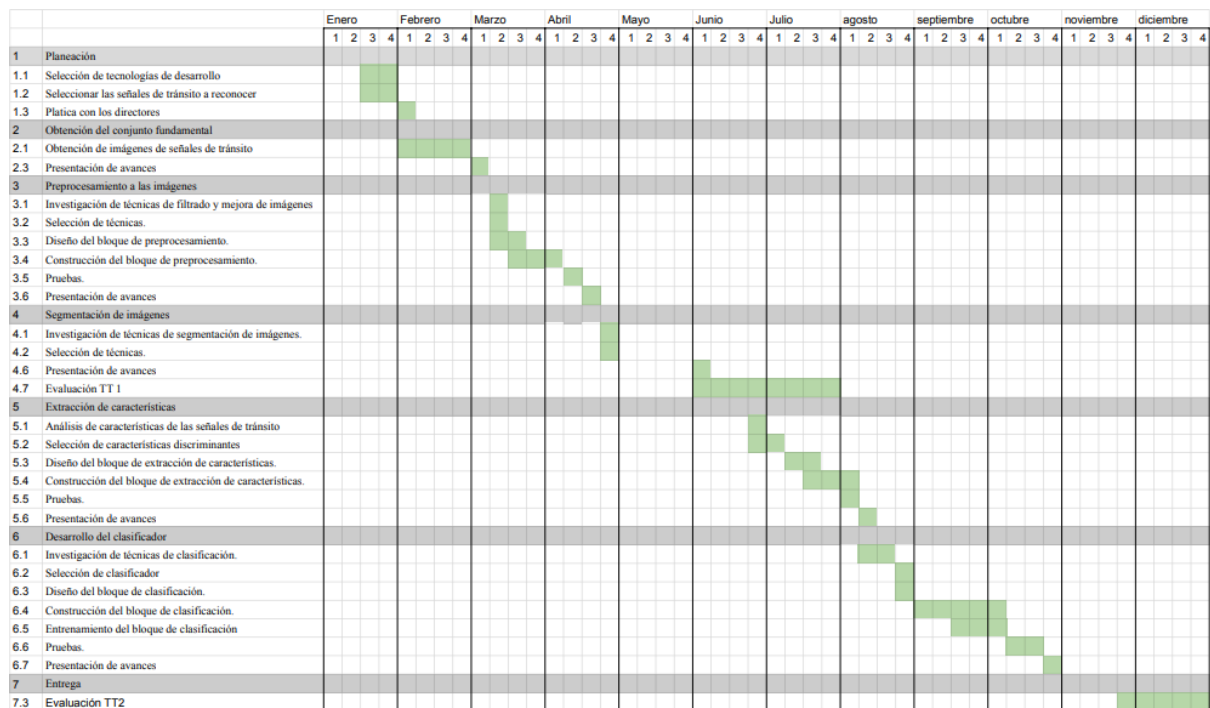 Enero Febrero Marzo Abril Mayo Junio Julio agosto septiembre octubre noviembre diciembre
1 2 3 4 1 2 3 4 1 2 3 4 1 2 3 4 1 2 3 4 1 2 3 4 1 2 3 4 1 2 3 4 1 2 3 4 1 2 3 4 1 2 3 4 1 2 3 4
1 Planeación
1.1 Selección de tecnologías de desarrollo
1.2 Seleccionar las señales de tránsito a reconocer
1.3 Platica con los directores
2 Obtención del conjunto fundamental
2.1 Obtención de imágenes de señales de tránsito
2.3 Presentación de avances
3 Preprocesamiento a las imágenes
3.1 Investigación de técnicas de filtrado y mejora de imágenes
3.2 Selección de técnicas.
3.3 Diseño del bloque de preprocesamiento.
3.4 Construcción del bloque de preprocesamiento.
3.5 Pruebas.
3.6 Presentación de avances
4 Segmentación de imágenes
4.1 Investigación de técnicas de segmentación de imágenes.
4.2 Selección de técnicas.
4.6 Presentación de avances
4.7 Evaluación TT 1
5 Extracción de características
5.1 Análisis de características de las señales de tránsito
5.2 Selección de características discriminantes
5.3 Diseño del bloque de extracción de características.
5.4 Construcción del bloque de extracción de características.
5.5 Pruebas.
5.6 Presentación de avances
6 Desarrollo del clasificador
6.1 Investigación de técnicas de clasificación.
6.2 Selección de clasificador
6.3 Diseño del bloque de clasificación.
6.4 Construcción del bloque de clasificación.
6.5 Entrenamiento del bloque de clasificación
6.6 Pruebas.
6.7 Presentación de avances
7 Entrega
7.3 Evaluación TT2